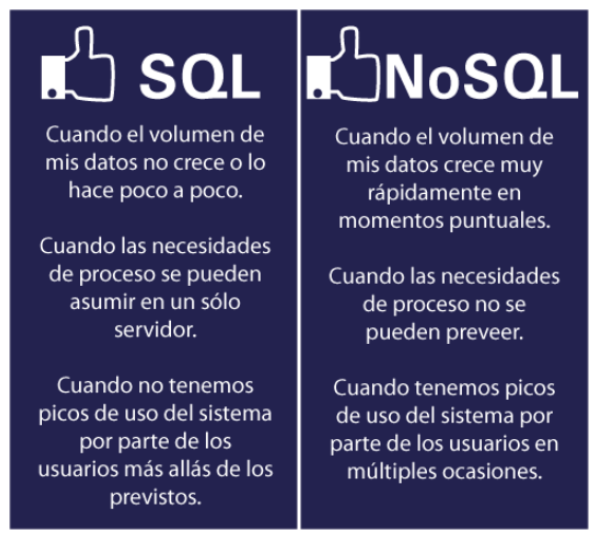 SQL
Cuando el volumen de
mis datos no crece o lo
hace poco a poco.
Cuando las necesidades
de proceso se pueden
asumir en un sólo
servidor.
Cuando no tenemos
picos de uso del sistema
por parte de los
usuarios más allás de los
previstos.
NoSQL
Cuando el volumen de
mis datos crece muy
rápidamente en
momentos puntuales.
Cuando las necesidades
de proceso no se
pueden preveer.
Cuando tenemos picos
de uso del sistema por
parte de los usuarios en
múltiples ocasiones.